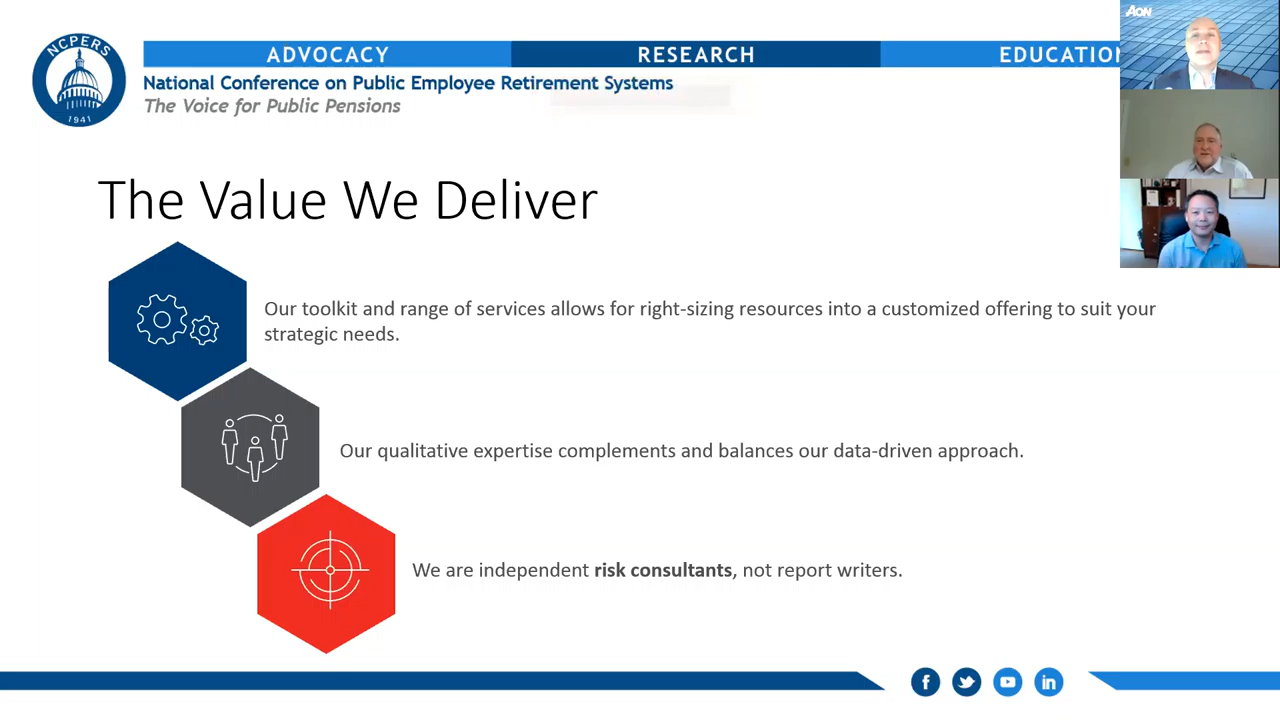 NCPERS
1941
ADVOCACY
RESEARCH
EDUCATION
National Conference on Public Employee Retirement Systems
The Voice for Public Pensions
AON
The Value We Deliver
Our toolkit and range of services allows for right-sizing resources into a customized offering to suit your
strategic needs.
Our qualitative expertise complements and balances our data-driven approach.
We are independent risk consultants, not report writers.